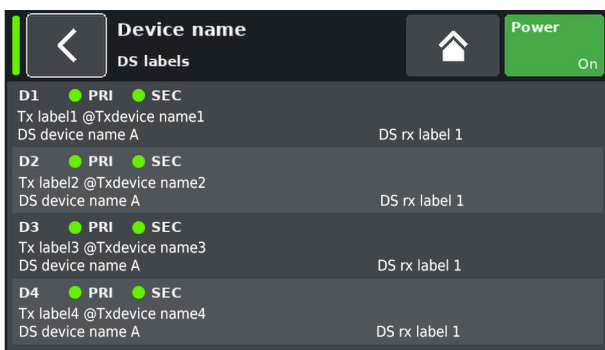 Device name
DS labels
Power
On
D1 PRI SEC
Tx label1 @Txdevice name1
DS device name A DS rx label 1
D2 PRI SEC
Tx label2 @Txdevice name2
DS device name A DS rx label 1
D3 PRI SEC
Tx label3 @Txdevice name3
DS device name A DS rx label 1
D4 PRI SEC
Tx label4 @Txdevice name4
DS device name A DS rx label 1